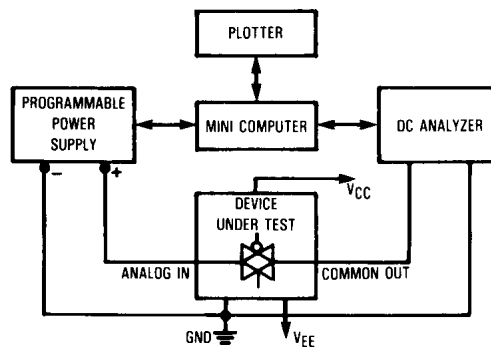 PLOTTER
PROGRAMMABLE
POWER
SUPPLY
MINI COMPUTER
DC ANALYZER
− +
VCC
DEVICE
UNDER TEST
ANALOG IN
COMMON OUT
GND
VEE